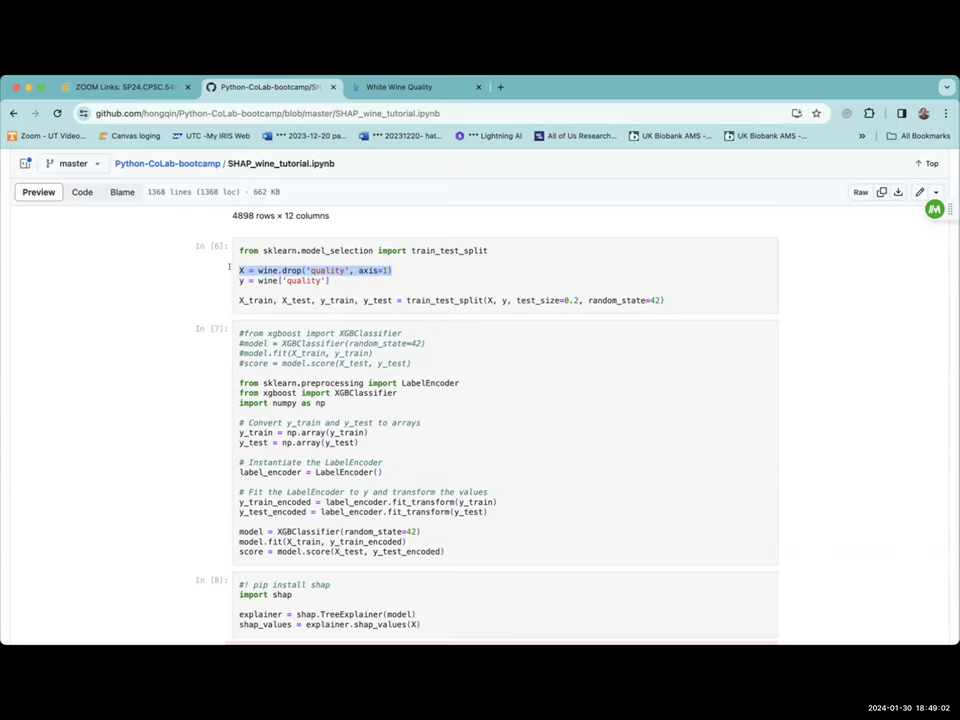 ZOOM Links: SP24.CPSC.54
Python-CoLab-bootcamp/SH
White Wine Quality
github.com/hongqin/Python-CoLab-bootcamp/blob/master/SHAP_wine_tutorial.ipynb
Zoom - UT Video...
Canvas loging
UTC -My IRIS Web
*** 2023-12-20 pa...
*** 20231220- hat...
Lightning AI
All of Us Research...
UK Biobank AMS -...
UK Biobank AMS -...
»
All Bookmarks
master
Python-CoLab-bootcamp / SHAP_wine_tutorial.ipynb
Top
Preview
Code
Blame
1368 lines (1368 loc) · 662 KB
Raw
4898 rows × 12 columns
In [6]:
from sklearn.model_selection import train_test_split
X = wine.drop('quality', axis=1)
y = wine['quality']
X_train, X_test, y_train, y_test = train_test_split(X, y, test_size=0.2, random_state=42)
In [7]:
#from xgboost import XGBClassifier
#model = XGBClassifier(random_state=42)
#model.fit(X_train, y_train)
#score = model.score(X_test, y_test)
from sklearn.preprocessing import LabelEncoder
from xgboost import XGBClassifier
import numpy as np
# Convert y_train and y_test to arrays
y_train = np.array(y_train)
y_test = np.array(y_test)
# Instantiate the LabelEncoder
label_encoder = LabelEncoder()
# Fit the LabelEncoder to y and transform the values
y_train_encoded = label_encoder.fit_transform(y_train)
y_test_encoded = label_encoder.fit_transform(y_test)
model = XGBClassifier(random_state=42)
model.fit(X_train, y_train_encoded)
score = model.score(X_test, y_test_encoded)
In [8]:
#! pip install shap
import shap
explainer = shap.TreeExplainer(model)
shap_values = explainer.shap_values(X)
2024-01-30 18:49:02